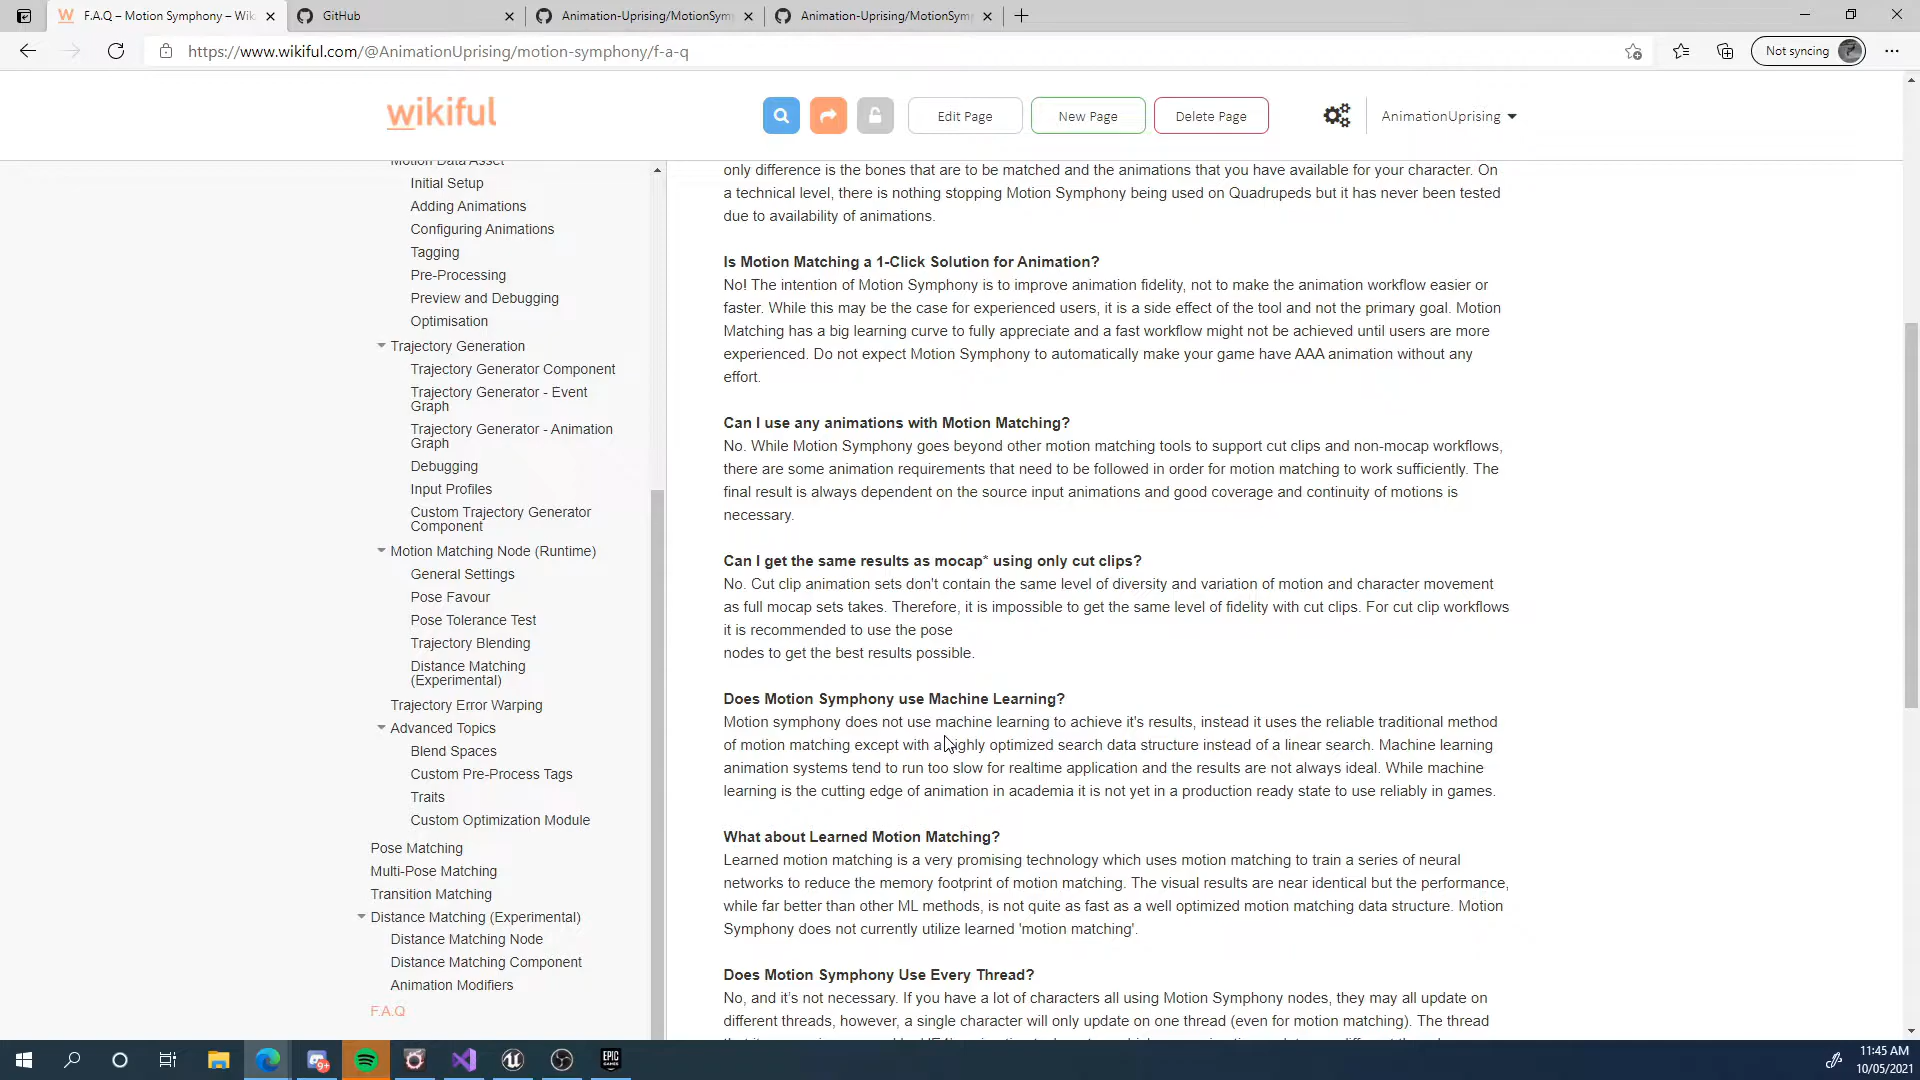 F.A.Q – Motion Symphony – Wik
GitHub
Animation-Uprising/MotionSym
Animation-Uprising/MotionSym
https://www.wikiful.com/@AnimationUprising/motion-symphony/f-a-q
Not syncing
wikiful
Edit Page
New Page
Delete Page
AnimationUprising
Motion Data Asset
Initial Setup
Adding Animations
Configuring Animations
Tagging
Pre-Processing
Preview and Debugging
Optimisation
Trajectory Generation
Trajectory Generator Component
Trajectory Generator - Event
Graph
Trajectory Generator - Animation
Graph
Debugging
Input Profiles
Custom Trajectory Generator
Component
Motion Matching Node (Runtime)
General Settings
Pose Favour
Pose Tolerance Test
Trajectory Blending
Distance Matching
(Experimental)
Trajectory Error Warping
Advanced Topics
Blend Spaces
Custom Pre-Process Tags
Traits
Custom Optimization Module
Pose Matching
Multi-Pose Matching
Transition Matching
Distance Matching (Experimental)
Distance Matching Node
Distance Matching Component
Animation Modifiers
F.A.Q
only difference is the bones that are to be matched and the animations that you have available for your character. On
a technical level, there is nothing stopping Motion Symphony being used on Quadrupeds but it has never been tested
due to availability of animations.
Is Motion Matching a 1-Click Solution for Animation?
No! The intention of Motion Symphony is to improve animation fidelity, not to make the animation workflow easier or
faster. While this may be the case for experienced users, it is a side effect of the tool and not the primary goal. Motion
Matching has a big learning curve to fully appreciate and a fast workflow might not be achieved until users are more
experienced. Do not expect Motion Symphony to automatically make your game have AAA animation without any
effort.
Can I use any animations with Motion Matching?
No. While Motion Symphony goes beyond other motion matching tools to support cut clips and non-mocap workflows,
there are some animation requirements that need to be followed in order for motion matching to work sufficiently. The
final result is always dependent on the source input animations and good coverage and continuity of motions is
necessary.
Can I get the same results as mocap* using only cut clips?
No. Cut clip animation sets don't contain the same level of diversity and variation of motion and character movement
as full mocap sets takes. Therefore, it is impossible to get the same level of fidelity with cut clips. For cut clip workflows
it is recommended to use the pose
nodes to get the best results possible.
Does Motion Symphony use Machine Learning?
Motion symphony does not use machine learning to achieve it's results, instead it uses the reliable traditional method
of motion matching except with a highly optimized search data structure instead of a linear search. Machine learning
animation systems tend to run too slow for realtime application and the results are not always ideal. While machine
learning is the cutting edge of animation in academia it is not yet in a production ready state to use reliably in games.
What about Learned Motion Matching?
Learned motion matching is a very promising technology which uses motion matching to train a series of neural
networks to reduce the memory footprint of motion matching. The visual results are near identical but the performance,
while far better than other ML methods, is not quite as fast as a well optimized motion matching data structure. Motion
Symphony does not currently utilize learned 'motion matching'.
Does Motion Symphony Use Every Thread?
No, and it's not necessary. If you have a lot of characters all using Motion Symphony nodes, they may all update on
different threads, however, a single character will only update on one thread (even for motion matching). The thread
9+
EPIC
GAMES
11:45 AM
10/05/2021